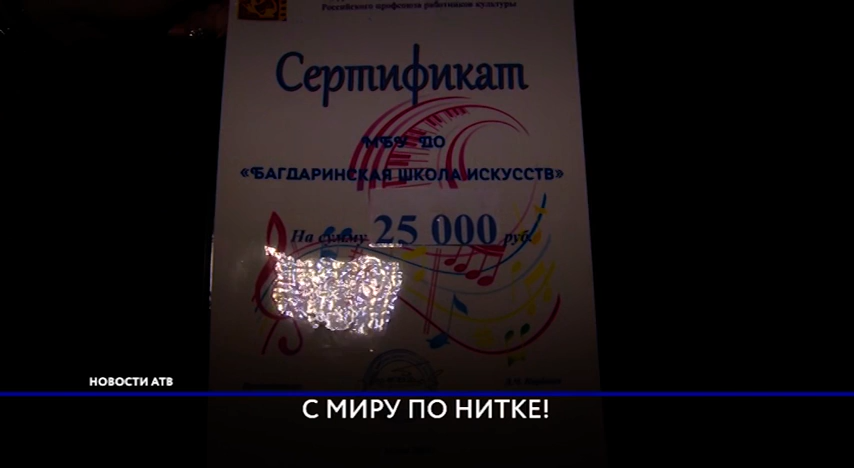 Российского профсоюза работников культуры
Сертификат
МБУ ДО
«БАГДАРИНСКАЯ ШКОЛА ИСКУССТВ»
На сумму 25 000 руб.
НОВОСТИ АТВ
С МИРУ ПО НИТКЕ!